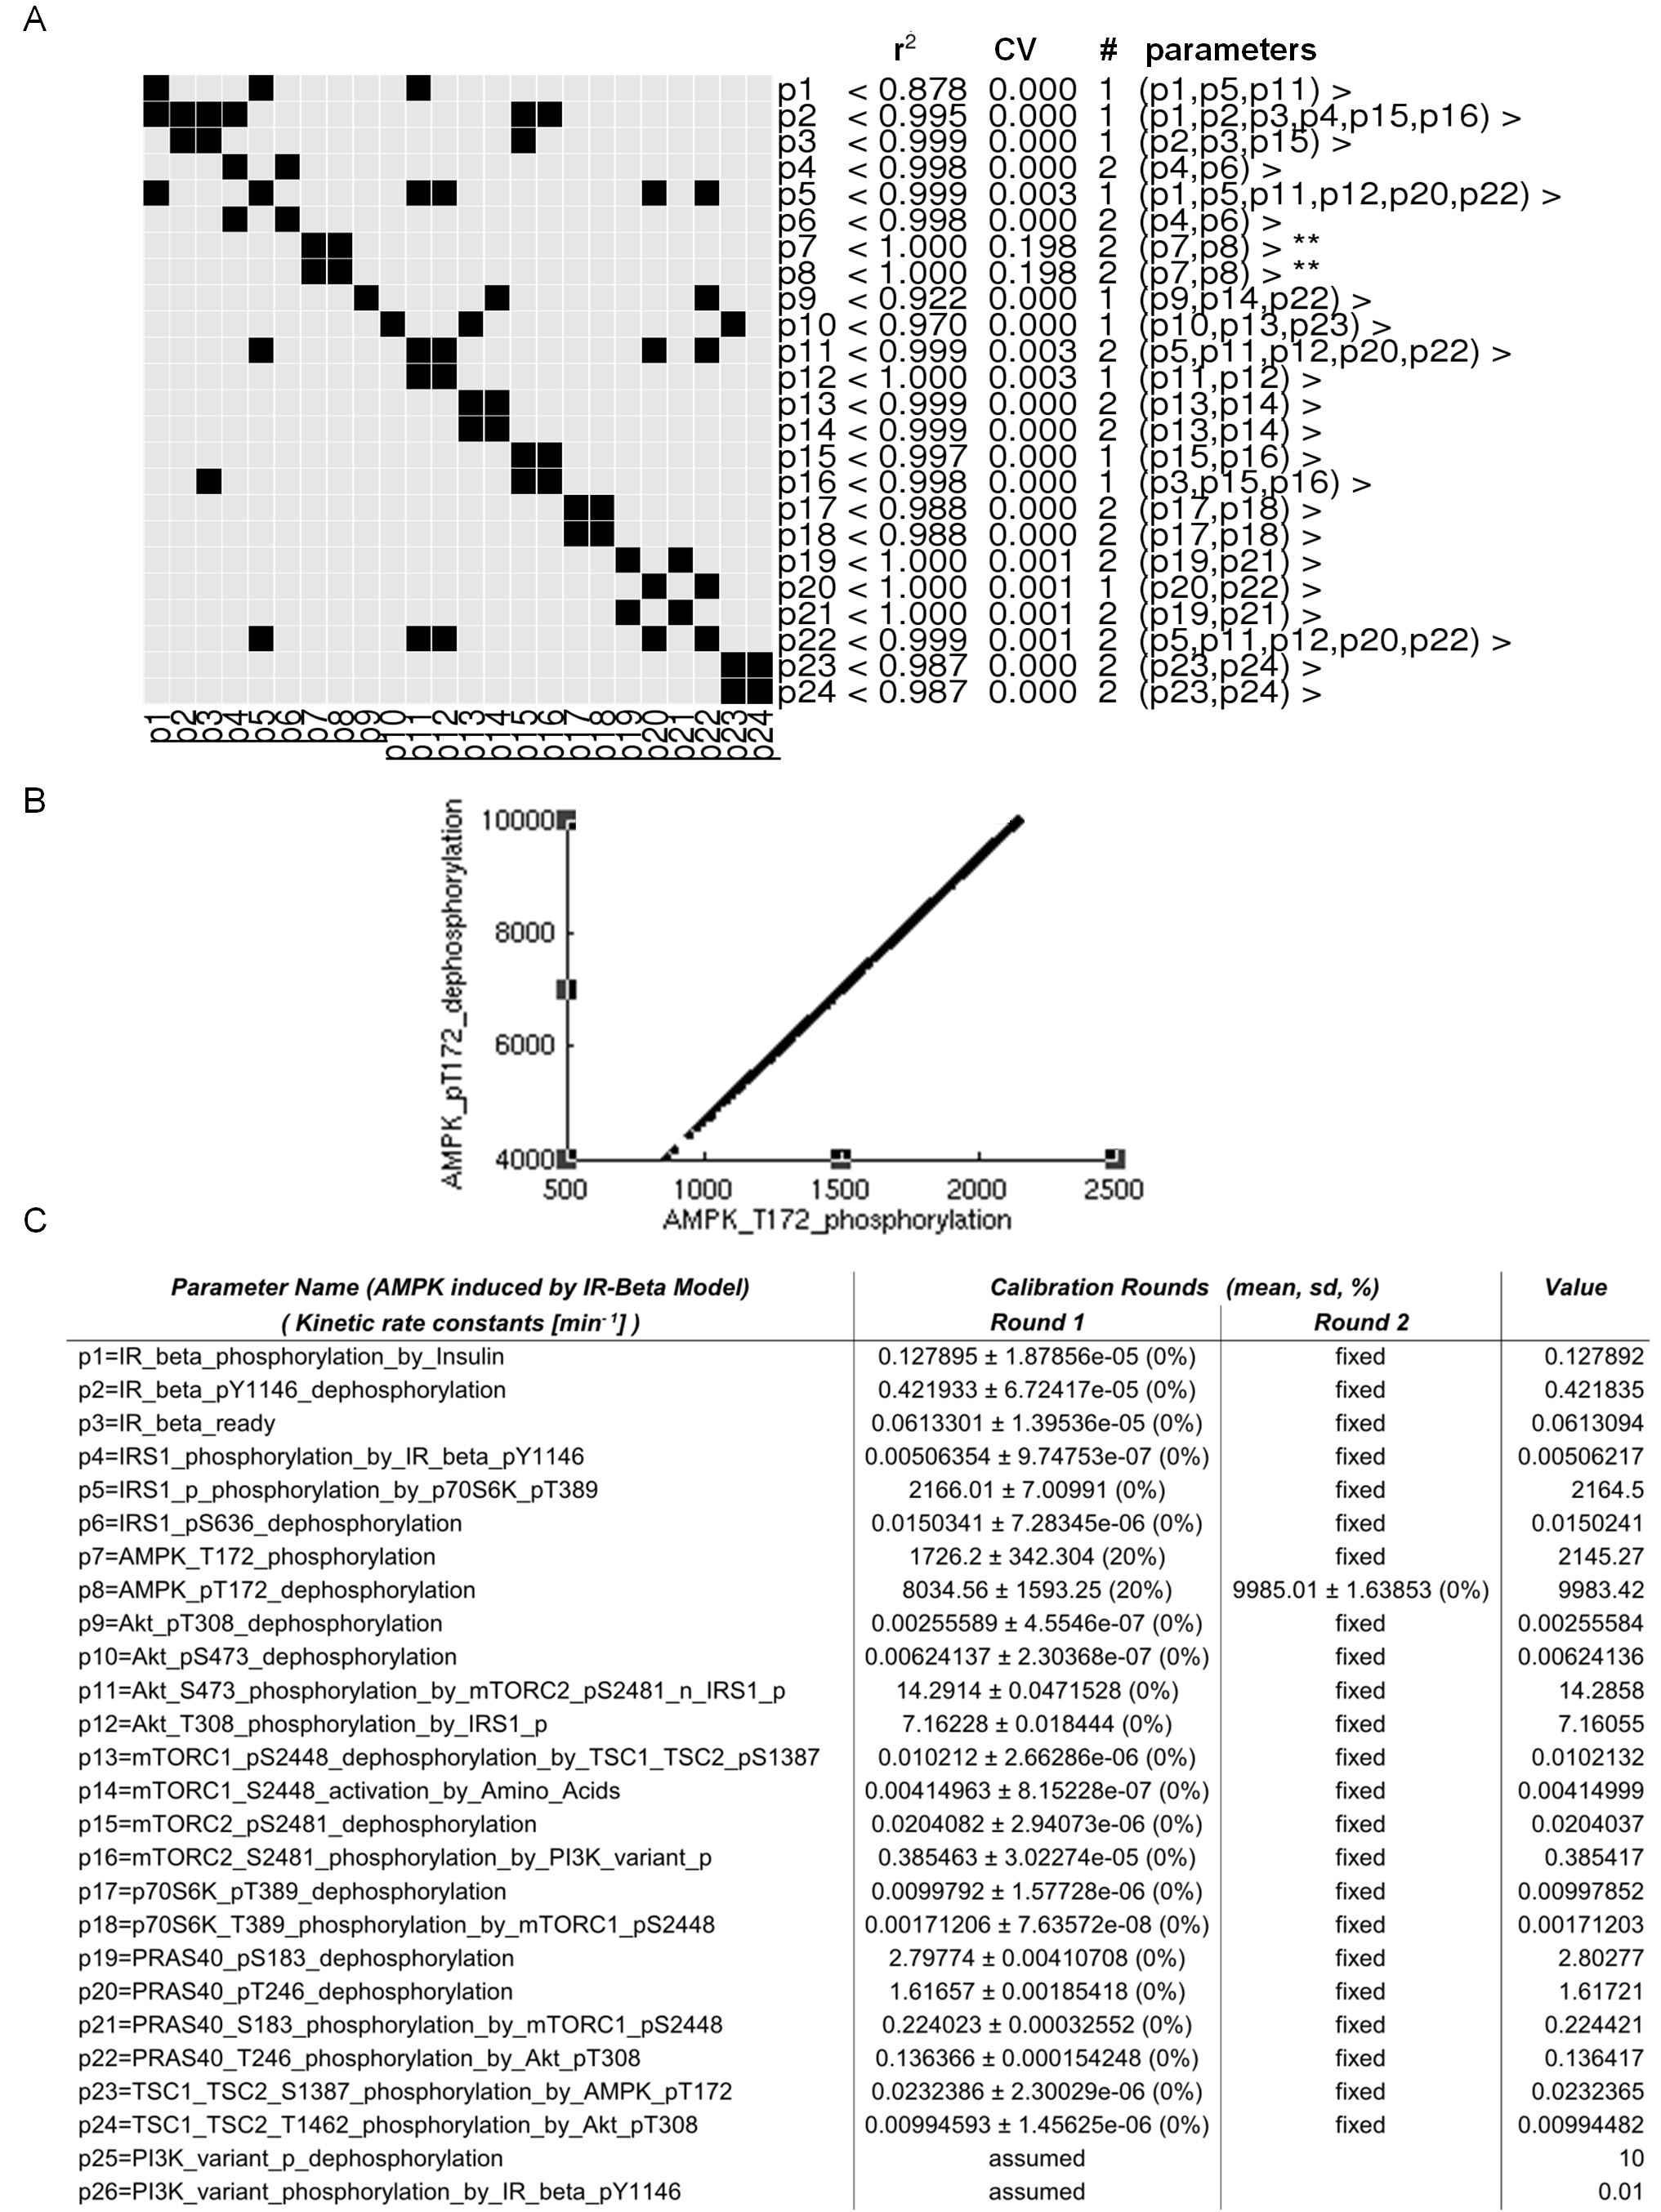 A
r² CV # parameters
p1 < 0.878 0.000 1 (p1,p5,p11) >
p2 < 0.995 0.000 1 (p1,p2,p3,p4,p15,p16) >
p3 < 0.999 0.000 1 (p2,p3,p15) >
p4 < 0.998 0.000 2 (p4,p6) >
p5 < 0.999 0.003 1 (p1,p5,p11,p12,p20,p22) >
p6 < 0.998 0.000 2 (p4,p6) >
p7 < 1.000 0.198 2 (p7,p8) > **
p8 < 1.000 0.198 2 (p7,p8) > **
p9 < 0.922 0.000 1 (p9,p14,p22) >
p10 < 0.970 0.000 1 (p10,p13,p23) >
p11 < 0.999 0.003 2 (p5,p11,p12,p20,p22) >
p12 < 1.000 0.003 1 (p11,p12) >
p13 < 0.999 0.000 2 (p13,p14) >
p14 < 0.999 0.000 2 (p13,p14) >
p15 < 0.997 0.000 1 (p15,p16) >
p16 < 0.998 0.000 1 (p3,p15,p16) >
p17 < 0.988 0.000 2 (p17,p18) >
p18 < 0.988 0.000 2 (p17,p18) >
p19 < 1.000 0.001 2 (p19,p21) >
p20 < 1.000 0.001 1 (p20,p22) >
p21 < 1.000 0.001 2 (p19,p21) >
p22 < 0.999 0.001 2 (p5,p11,p12,p20,p22) >
p23 < 0.987 0.000 2 (p23,p24) >
p24 < 0.987 0.000 2 (p23,p24) >
p1 p2 p3 p4 p5 p6 p7 p8 p9 p10 p11 p12 p13 p14 p15 p16 p17 p18 p19 p20 p21 p22 p23 p24
B
AMPK_pT172_dephosphorylation
10000
8000
6000
4000
500 1000 1500 2000 2500
AMPK_T172_phosphorylation
C
Parameter Name (AMPK induced by IR-Beta Model) Calibration Rounds (mean, sd, %) Value
( Kinetic rate constants [min⁻¹] ) Round 1 Round 2
p1=IR_beta_phosphorylation_by_Insulin 0.127895 ± 1.87856e-05 (0%) fixed 0.127892
p2=IR_beta_pY1146_dephosphorylation 0.421933 ± 6.72417e-05 (0%) fixed 0.421835
p3=IR_beta_ready 0.0613301 ± 1.39536e-05 (0%) fixed 0.0613094
p4=IRS1_phosphorylation_by_IR_beta_pY1146 0.00506354 ± 9.74753e-07 (0%) fixed 0.00506217
p5=IRS1_p_phosphorylation_by_p70S6K_pT389 2166.01 ± 7.00991 (0%) fixed 2164.5
p6=IRS1_pS636_dephosphorylation 0.0150341 ± 7.28345e-06 (0%) fixed 0.0150241
p7=AMPK_T172_phosphorylation 1726.2 ± 342.304 (20%) fixed 2145.27
p8=AMPK_pT172_dephosphorylation 8034.56 ± 1593.25 (20%) 9985.01 ± 1.63853 (0%) 9983.42
p9=Akt_pT308_dephosphorylation 0.00255589 ± 4.5546e-07 (0%) fixed 0.00255584
p10=Akt_pS473_dephosphorylation 0.00624137 ± 2.30368e-07 (0%) fixed 0.00624136
p11=Akt_S473_phosphorylation_by_mTORC2_pS2481_n_IRS1_p 14.2914 ± 0.0471528 (0%) fixed 14.2858
p12=Akt_T308_phosphorylation_by_IRS1_p 7.16228 ± 0.018444 (0%) fixed 7.16055
p13=mTORC1_pS2448_dephosphorylation_by_TSC1_TSC2_pS1387 0.010212 ± 2.66286e-06 (0%) fixed 0.0102132
p14=mTORC1_S2448_activation_by_Amino_Acids 0.00414963 ± 8.15228e-07 (0%) fixed 0.00414999
p15=mTORC2_pS2481_dephosphorylation 0.0204082 ± 2.94073e-06 (0%) fixed 0.0204037
p16=mTORC2_S2481_phosphorylation_by_PI3K_variant_p 0.385463 ± 3.02274e-05 (0%) fixed 0.385417
p17=p70S6K_pT389_dephosphorylation 0.0099792 ± 1.57728e-06 (0%) fixed 0.00997852
p18=p70S6K_T389_phosphorylation_by_mTORC1_pS2448 0.00171206 ± 7.63572e-08 (0%) fixed 0.00171203
p19=PRAS40_pS183_dephosphorylation 2.79774 ± 0.00410708 (0%) fixed 2.80277
p20=PRAS40_pT246_dephosphorylation 1.61657 ± 0.00185418 (0%) fixed 1.61721
p21=PRAS40_S183_phosphorylation_by_mTORC1_pS2448 0.224023 ± 0.00032552 (0%) fixed 0.224421
p22=PRAS40_T246_phosphorylation_by_Akt_pT308 0.136366 ± 0.000154248 (0%) fixed 0.136417
p23=TSC1_TSC2_S1387_phosphorylation_by_AMPK_pT172 0.0232386 ± 2.30029e-06 (0%) fixed 0.0232365
p24=TSC1_TSC2_T1462_phosphorylation_by_Akt_pT308 0.00994593 ± 1.45625e-06 (0%) fixed 0.00994482
p25=PI3K_variant_p_dephosphorylation assumed 10
p26=PI3K_variant_phosphorylation_by_IR_beta_pY1146 assumed 0.01